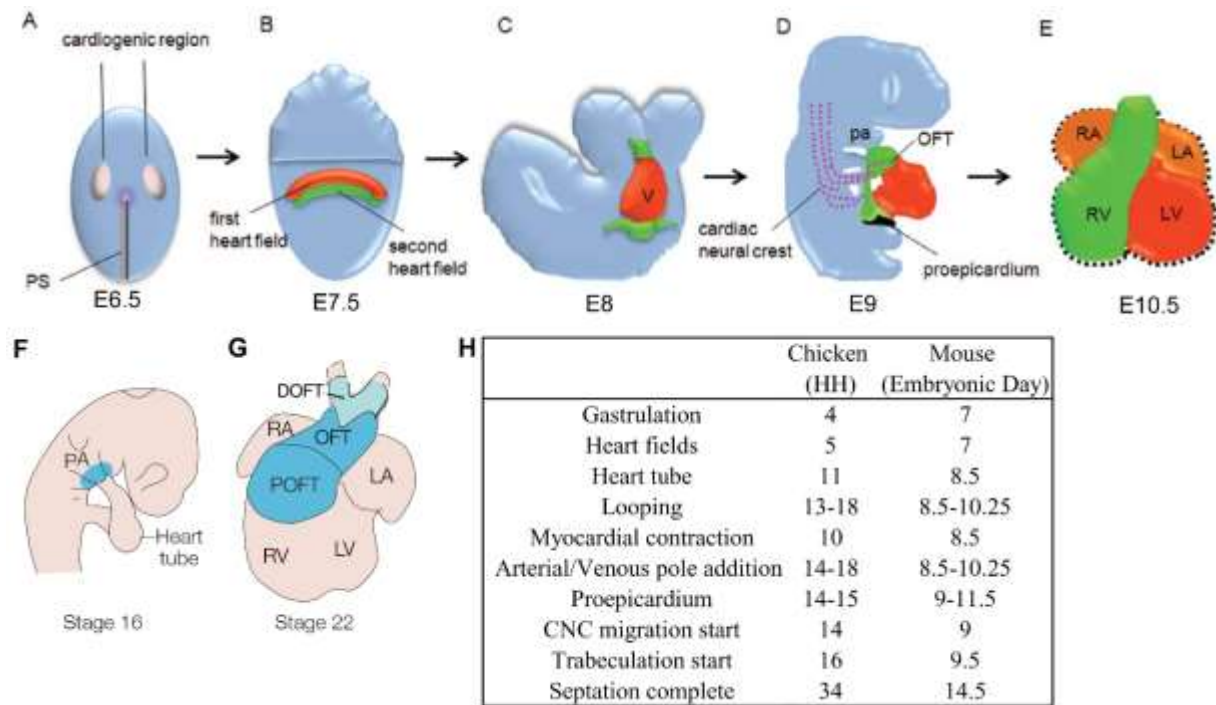 A
cardiogenic region
PS
E6.5
B
first
heart field
second
heart field
E7.5
C
V
E8
D
pa
OFT
cardiac
neural crest
proepicardium
E9
E
RA
LA
RV
LV
E10.5
F
PA
Heart
tube
Stage 16
G
DOFT
RA
OFT
LA
POFT
RV
LV
Stage 22
H
Chicken Mouse
(HH) (Embryonic Day)
Gastrulation 4 7
Heart fields 5 7
Heart tube 11 8.5
Looping 13-18 8.5-10.25
Myocardial contraction 10 8.5
Arterial/Venous pole addition 14-18 8.5-10.25
Proepicardium 14-15 9-11.5
CNC migration start 14 9
Trabeculation start 16 9.5
Septation complete 34 14.5